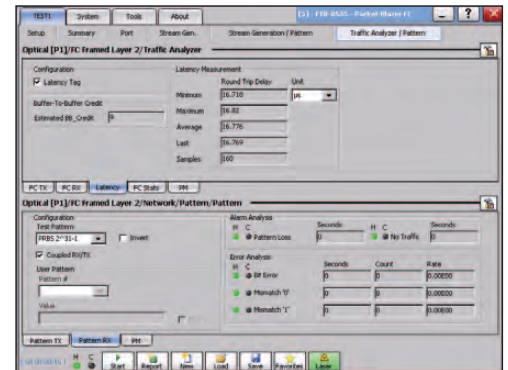 TEST1 System Tools About [1] - FTB-8525 - Packet Blazer FC ?
Setup Summary Port Stream Gen. Stream Generation / Pattern Traffic Analyzer / Pattern
Optical [P1]/FC Framed Layer 2/Traffic Analyzer
Configuration Latency Measurement
Latency Tag Round Trip Delay Unit
Minimum 16.718 µs
Buffer-To-Buffer Credit Maximum 16.82
Estimated BB_Credit Average 16.776
Last 16.769
Samples 160
FC TX FC RX Latency FC Stats PM
Optical [P1]/FC Framed Layer 2/Network/Pattern/Pattern
Configuration Alarm Analysis
Test Pattern H C Seconds H C Seconds
PRBS 2^31-1 Invert Pattern Loss 0 No Traffic 0
Coupled RX/TX Error Analysis
User Pattern H C Seconds Count Rate
Pattern # Bit Error 0 0 0.00E00
Mismatch '0' 0 0 0.00E00
Value Mismatch '1' 0 0 0.00E00
Pattern TX Pattern RX PM
H C Start Report New Load Save Favorites Laser